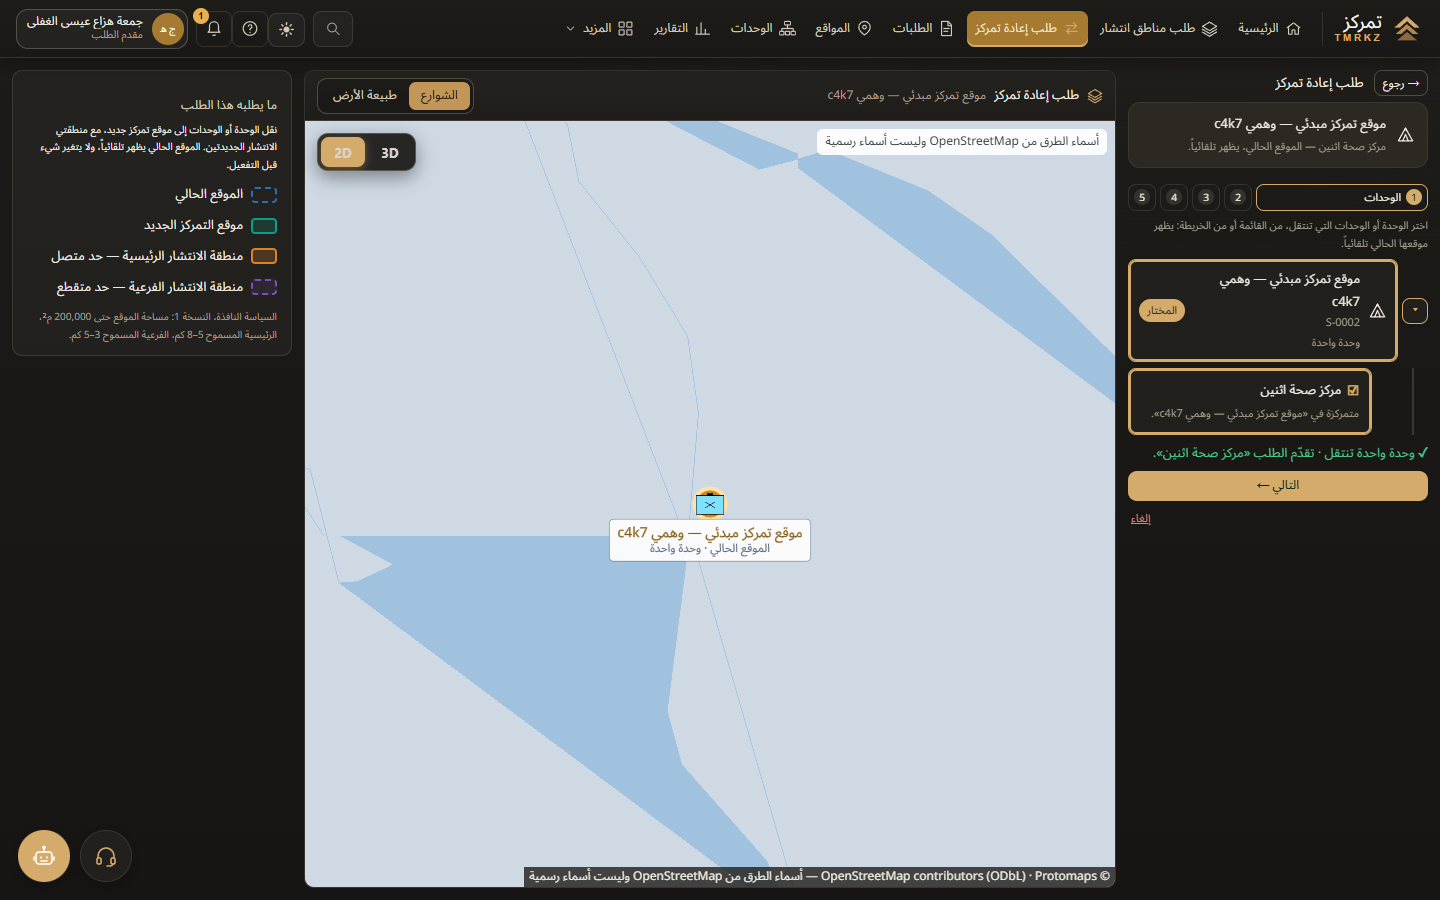 تمركز
TMRKZ
الرئيسية
طلب مناطق انتشار
طلب إعادة تمركز
الطلبات
المواقع
الوحدات
التقارير
المزيد
1
جمعة هزاع عيسى الغفلي
مقدم الطلب
ج ه
رجوع →
طلب إعادة تمركز
موقع تمركز مبدئي — وهمي c4k7
مركز صحة اثنين — الموقع الحالي، يظهر تلقائياً.
1 الوحدات
2
3
4
5
اختر الوحدة أو الوحدات التي تنتقل، من القائمة أو من الخريطة: يظهر
موقعها الحالي تلقائياً.
موقع تمركز مبدئي — وهمي
c4k7
S-0002
وحدة واحدة
المختار
مركز صحة اثنين
متمركزة في «موقع تمركز مبدئي — وهمي c4k7».
✓ وحدة واحدة تنتقل · تقدّم الطلب «مركز صحة اثنين».
التالي ←
إلغاء
طلب إعادة تمركز
موقع تمركز مبدئي — وهمي c4k7
الشوارع
طبيعة الأرض
أسماء الطرق من OpenStreetMap وليست أسماء رسمية
2D
3D
موقع تمركز مبدئي — وهمي c4k7
الموقع الحالي · وحدة واحدة
© OpenStreetMap contributors (ODbL) · Protomaps — أسماء الطرق من OpenStreetMap وليست أسماء رسمية
ما يطلبه هذا الطلب
نقل الوحدة أو الوحدات إلى موقع تمركز جديد، مع منطقتي
الانتشار الجديدتين. الموقع الحالي يظهر تلقائياً، ولا يتغير شيء
قبل التفعيل.
الموقع الحالي
موقع التمركز الجديد
منطقة الانتشار الرئيسية — حد متصل
منطقة الانتشار الفرعية — حد متقطع
السياسة النافذة، النسخة 1: مساحة الموقع حتى 200,000 م²،
الرئيسية المسموح 5–8 كم، الفرعية المسموح 3–5 كم.